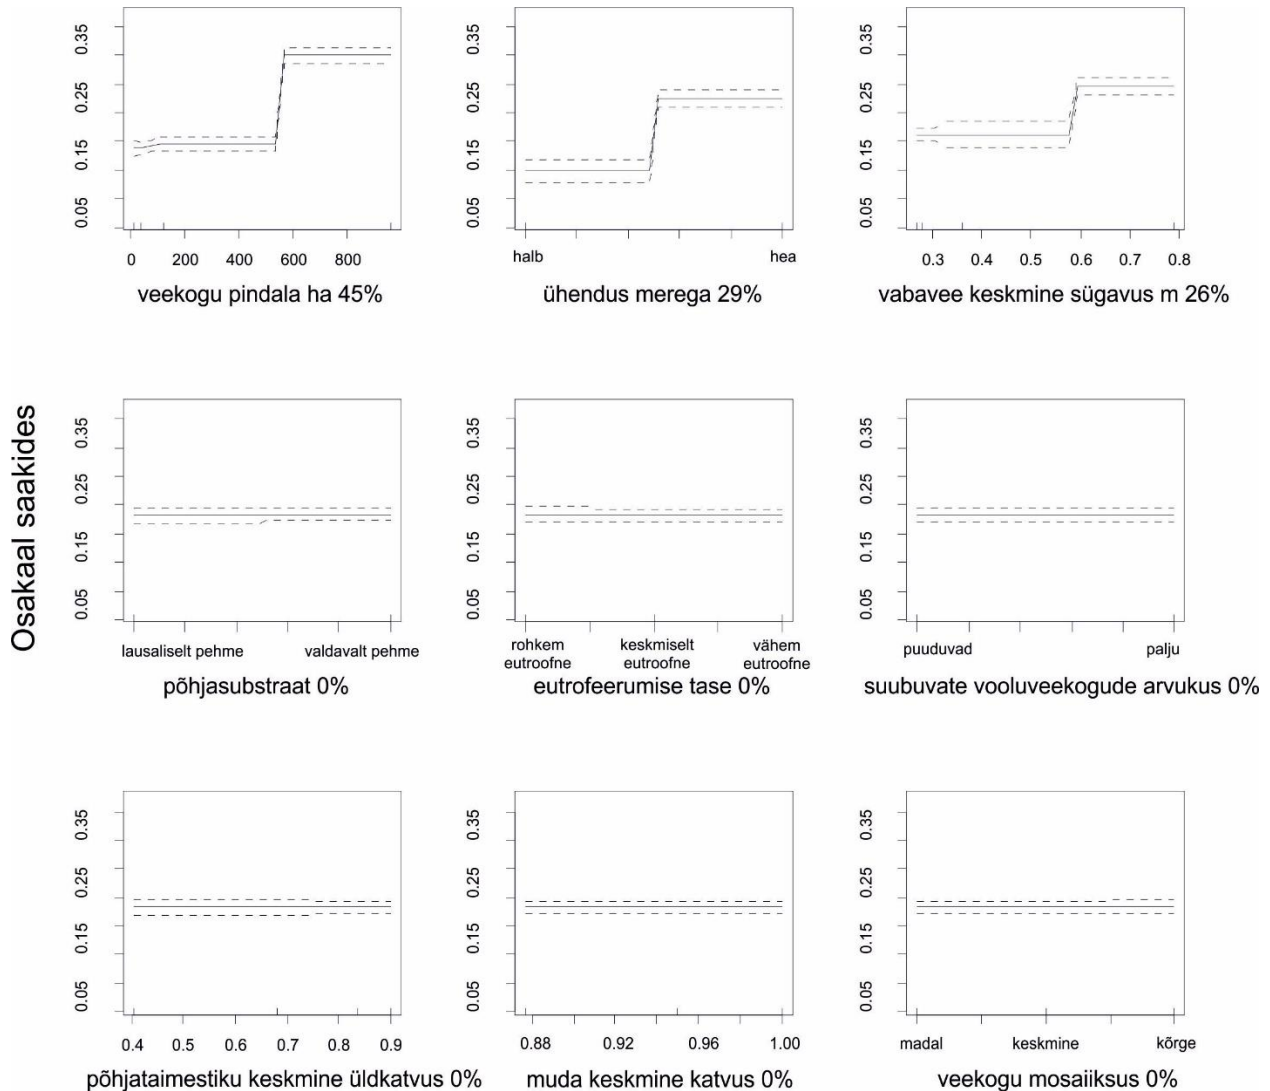 Osakaal saakides
0.35
0.25
0.15
0.05
0 200 400 600 800
veekogu pindala ha 45%
0.35
0.25
0.15
0.05
halb hea
ühendus merega 29%
0.35
0.25
0.15
0.05
0.3 0.4 0.5 0.6 0.7 0.8
vabavee keskmine sügavus m 26%
0.35
0.25
0.15
0.05
lausaliselt pehme valdavalt pehme
põhjasubstraat 0%
0.35
0.25
0.15
0.05
rohkem keskmiselt vähem
eutroofne eutroofne eutroofne
eutrofeerumise tase 0%
0.35
0.25
0.15
0.05
puuduvad palju
suubuvate vooluveekogude arvukus 0%
0.35
0.25
0.15
0.05
0.4 0.5 0.6 0.7 0.8 0.9
põhjataimestiku keskmine üldkatvus 0%
0.35
0.25
0.15
0.05
0.88 0.92 0.96 1.00
muda keskmine katvus 0%
0.35
0.25
0.15
0.05
madal keskmine kõrge
veekogu mosaiiksus 0%